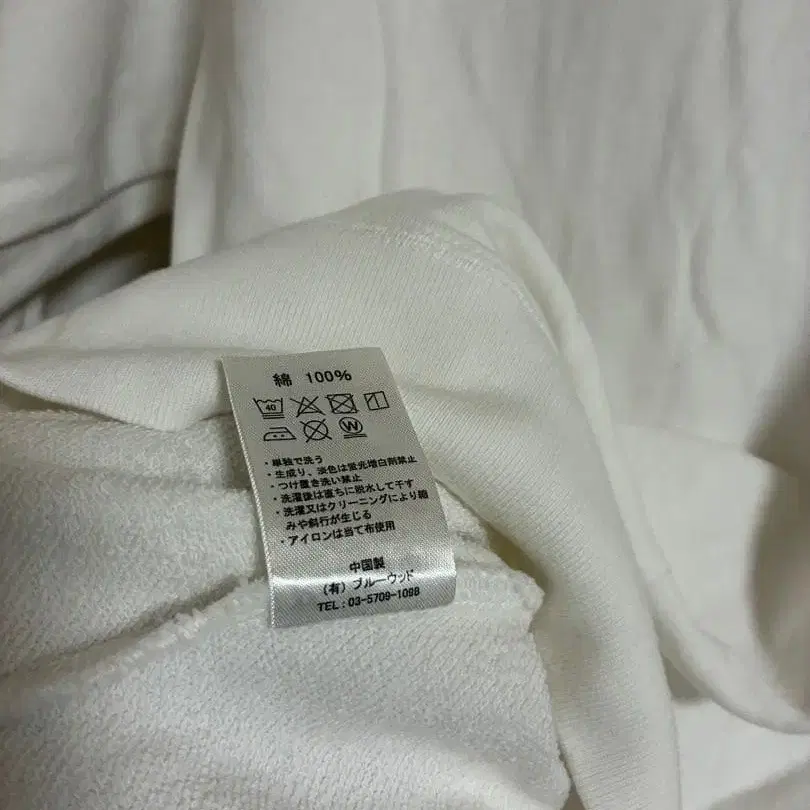 綿 100%
40
W
・単独で洗う
・生成り、淡色は蛍光増白剤禁止
・つけ置き洗い禁止
・洗濯後は直ちに脱水して干す
・洗濯又はクリーニングにより縮
みや斜行が生じる
・アイロンは当て布使用
中国製
(有) ブルーウッド
TEL:03-5709-1098